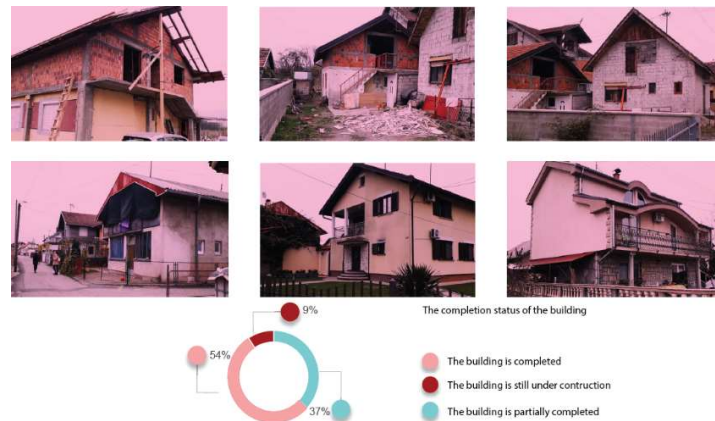 9%
The completion status of the building
54%
The building is completed
The building is still under contruction
37%
The building is partially completed